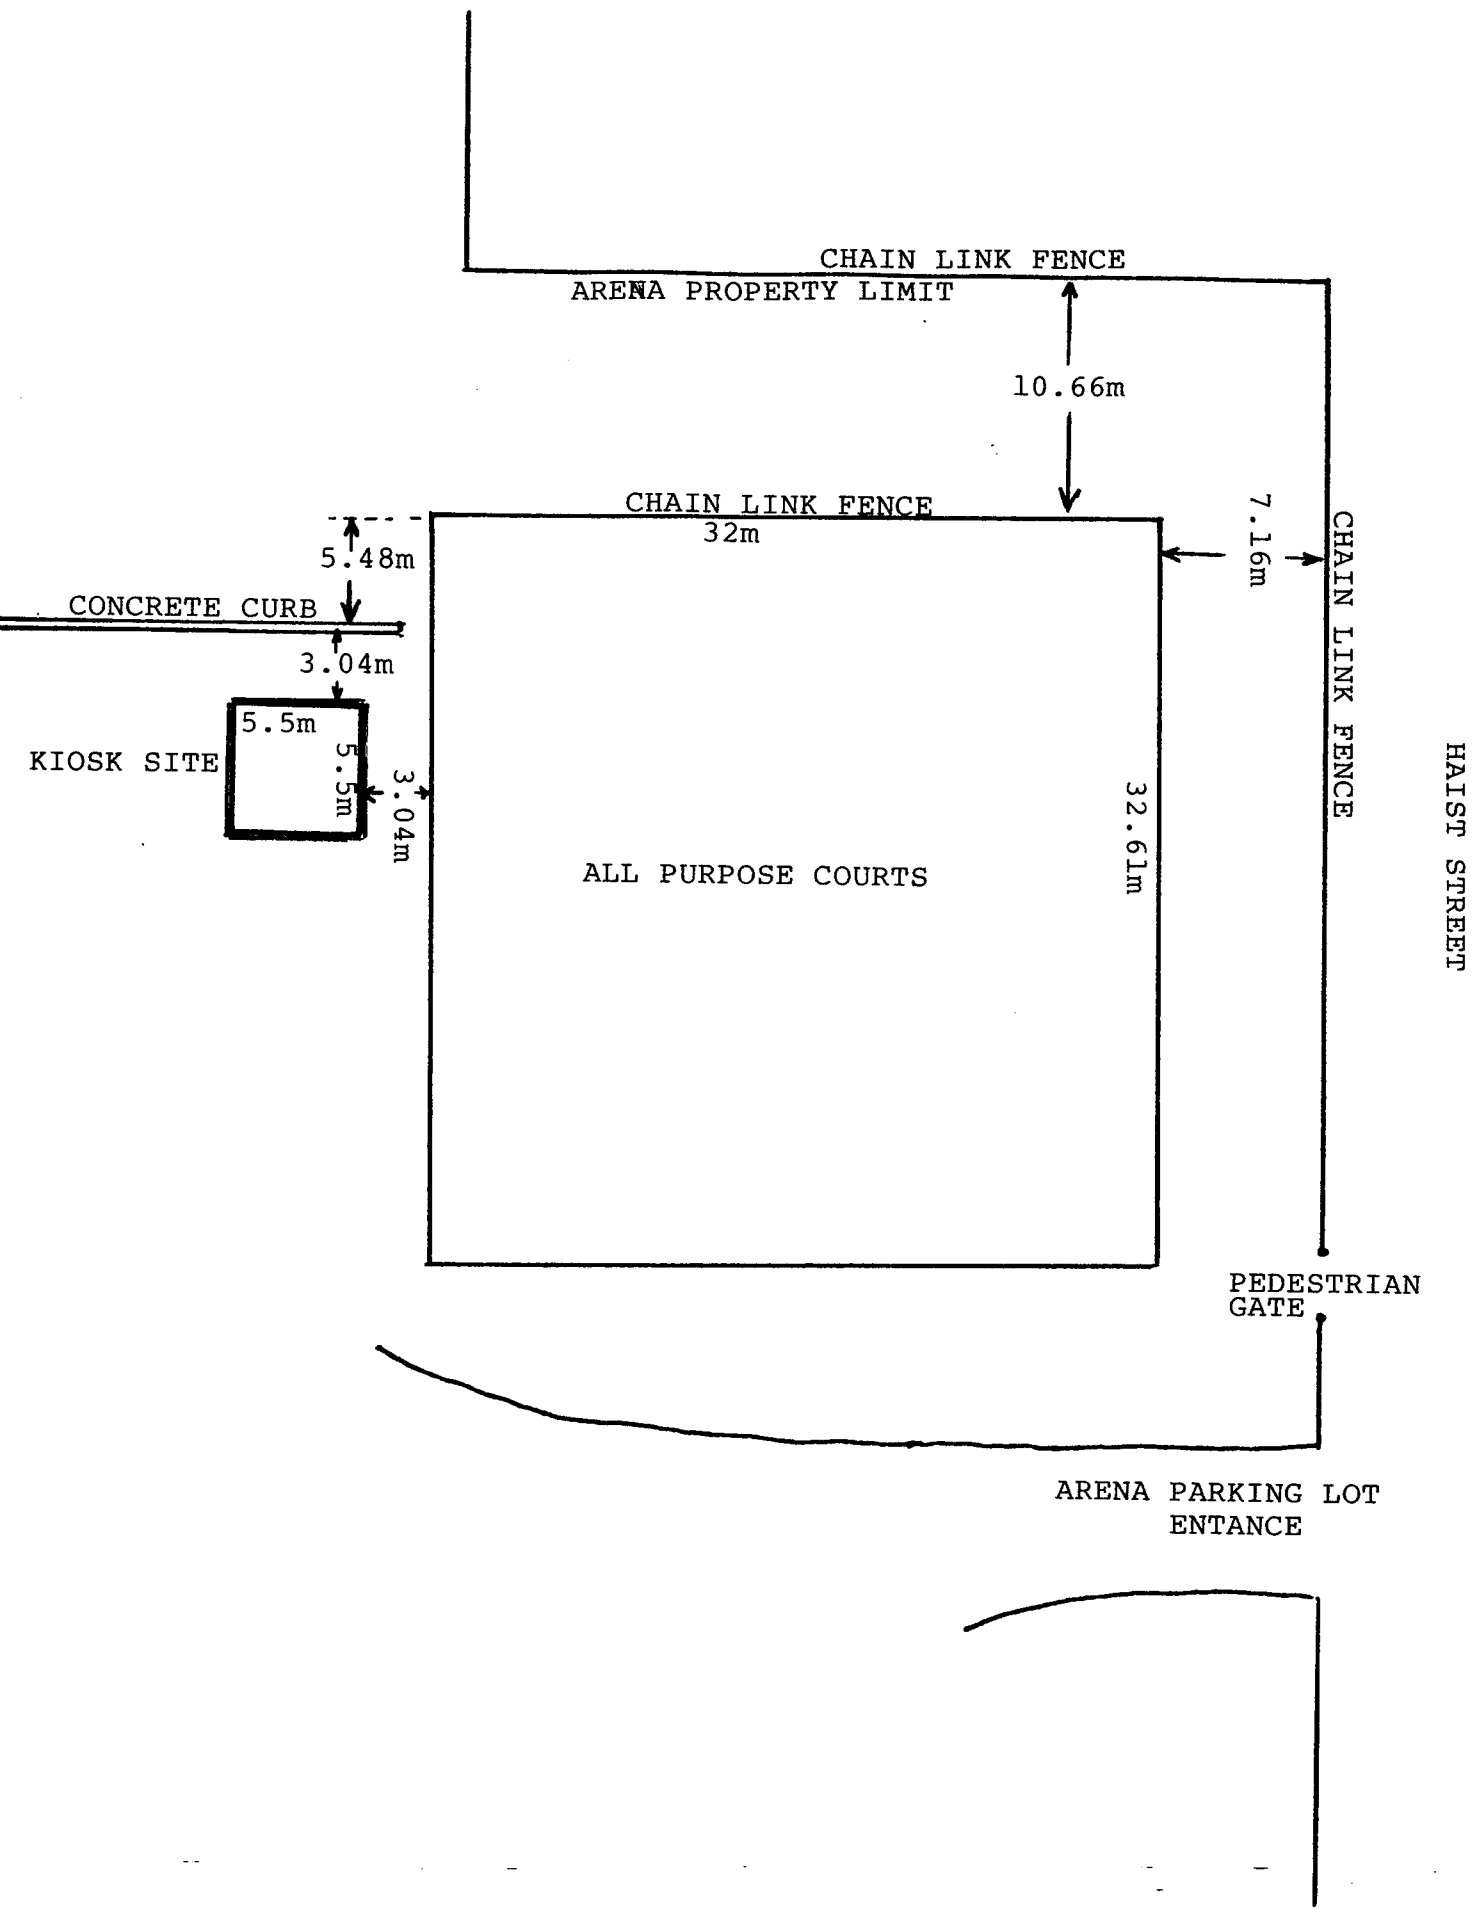 CHAIN LINK FENCE
ARENA PROPERTY LIMIT
10.66m
CHAIN LINK FENCE
32m
7.16m
CHAIN LINK FENCE
5.48m
CONCRETE CURB
3.04m
5.5m
KIOSK SITE
5.5m
3.04m
32.61m
HAIST STREET
ALL PURPOSE COURTS
PEDESTRIAN
GATE
ARENA PARKING LOT
ENTANCE